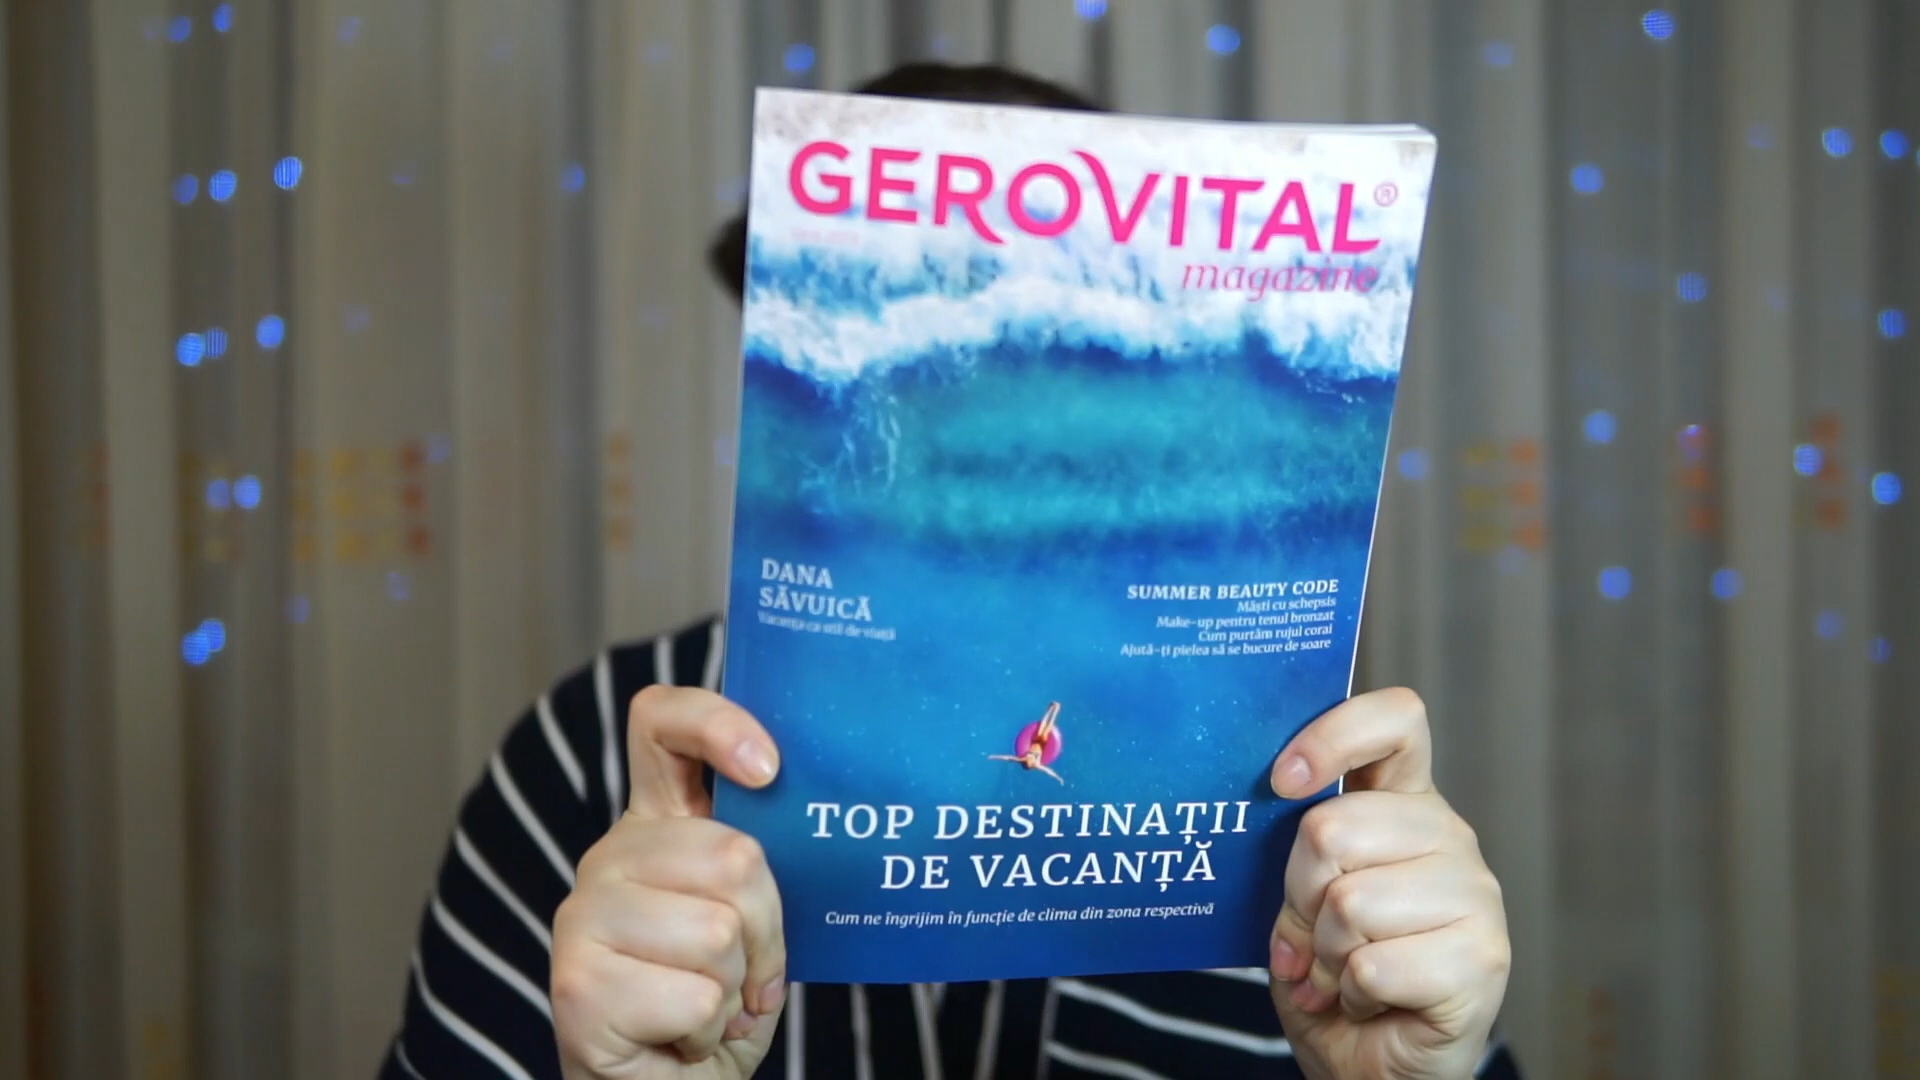 GEROVITAL®
magazine
DANA
SĂVUICĂ
Vacanța ca stil de viață
SUMMER BEAUTY CODE
Măști cu schepsis
Make-up pentru tenul bronzat
Cum purtăm rujul coral
Ajută-ți pielea să se bucure de soare
TOP DESTINAȚII
DE VACANȚĂ
Cum ne îngrijim în funcție de clima din zona respectivă